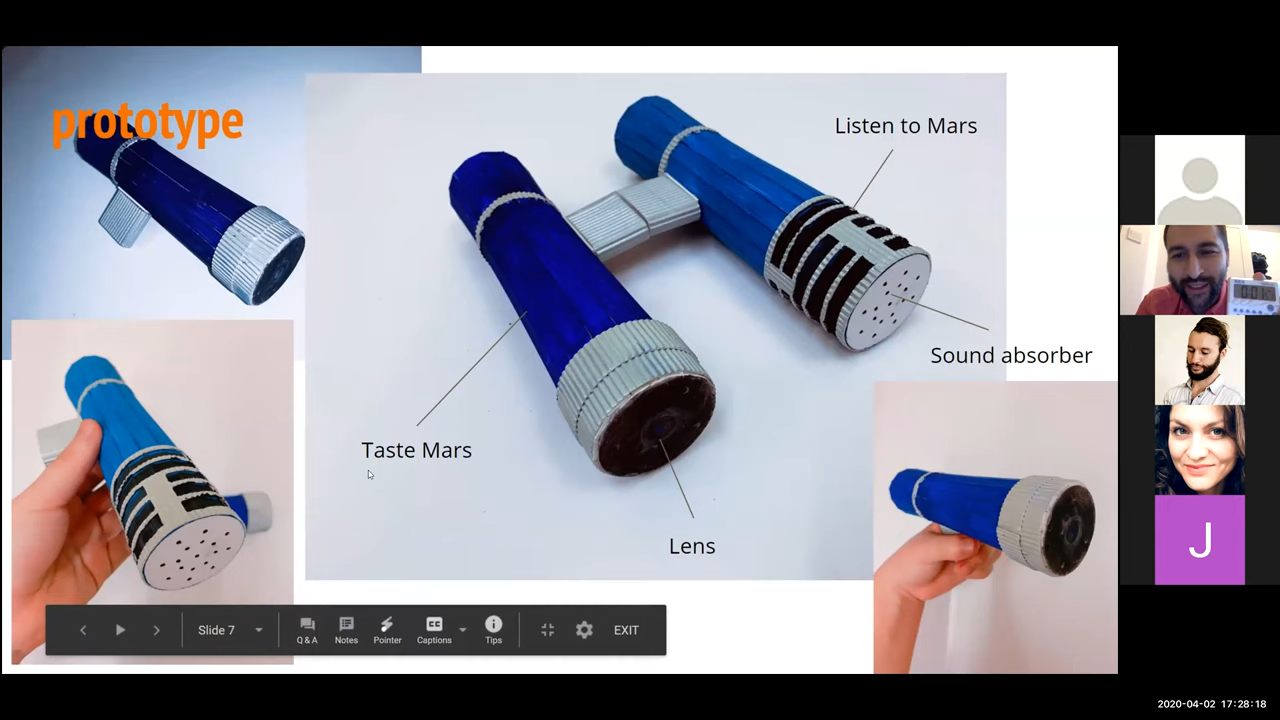 prototype
Listen to Mars
Sound absorber
Taste Mars
Lens
Slide 7
Q & A
Notes
Pointer
CC
Captions
Tips
EXIT
J
2020-04-02 17:28:18